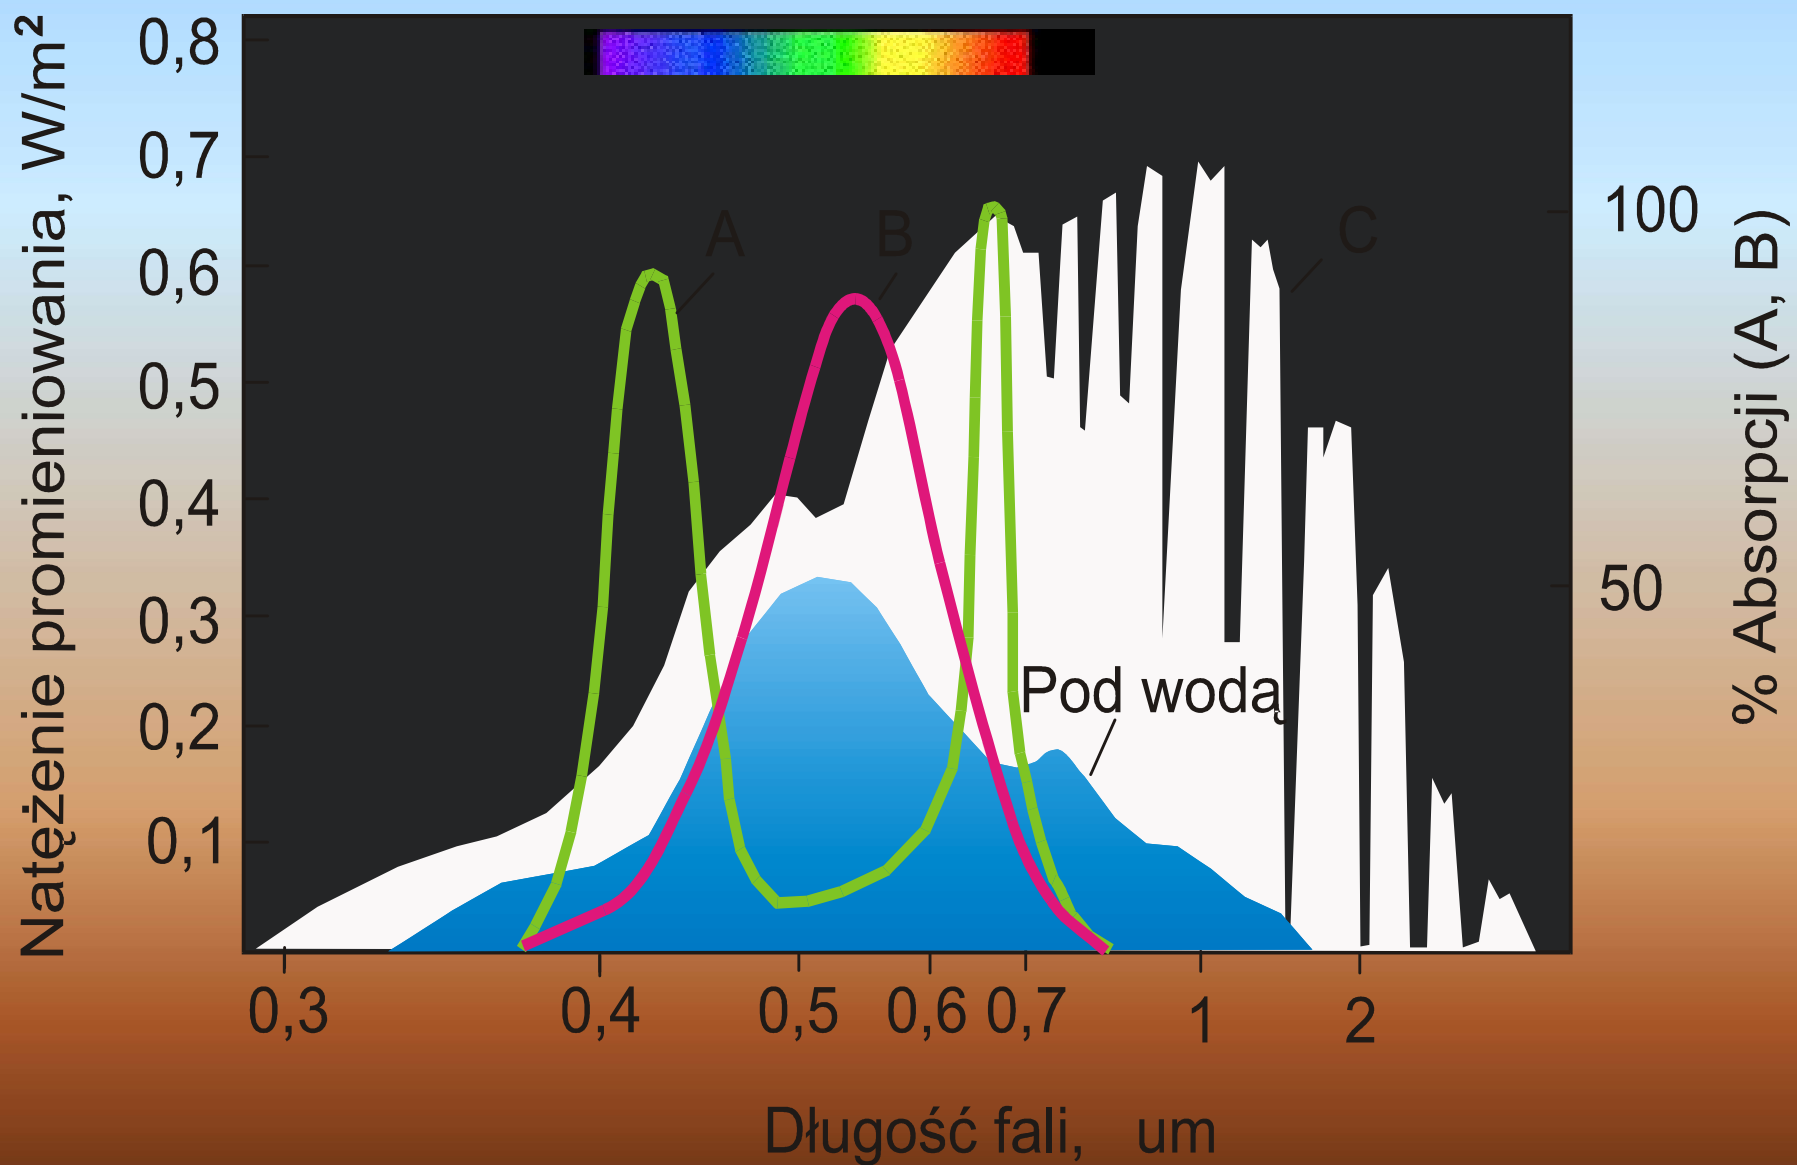 Natężenie promieniowania, W/m²
0,8
0,7
0,6
0,5
0,4
0,3
0,2
0,1
A
B
C
Pod wodą
100
50
% Absorpcji (A, B)
0,3 0,4 0,5 0,6 0,7 1 2
Długość fali, um